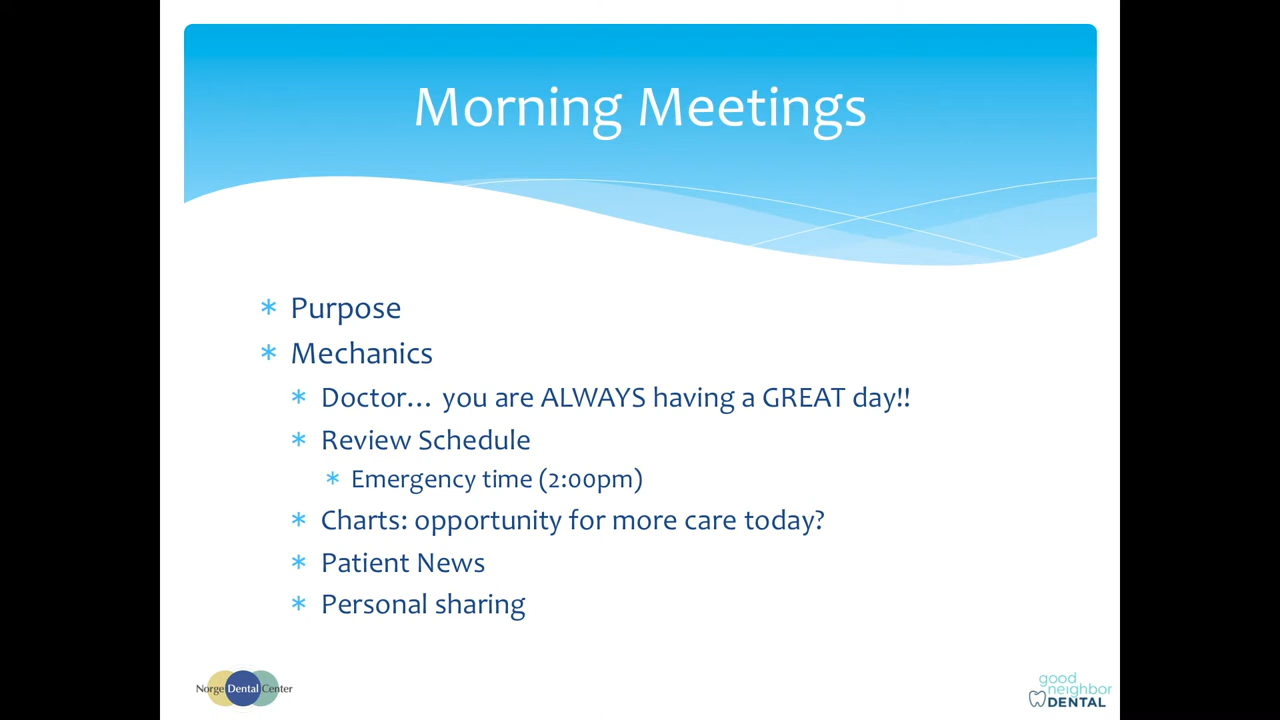 Morning Meetings
* Purpose
* Mechanics
* Doctor... you are ALWAYS having a GREAT day!!
* Review Schedule
* Emergency time (2:00pm)
* Charts: opportunity for more care today?
* Patient News
* Personal sharing
Norge Dental Center
good
neighbor
DENTAL